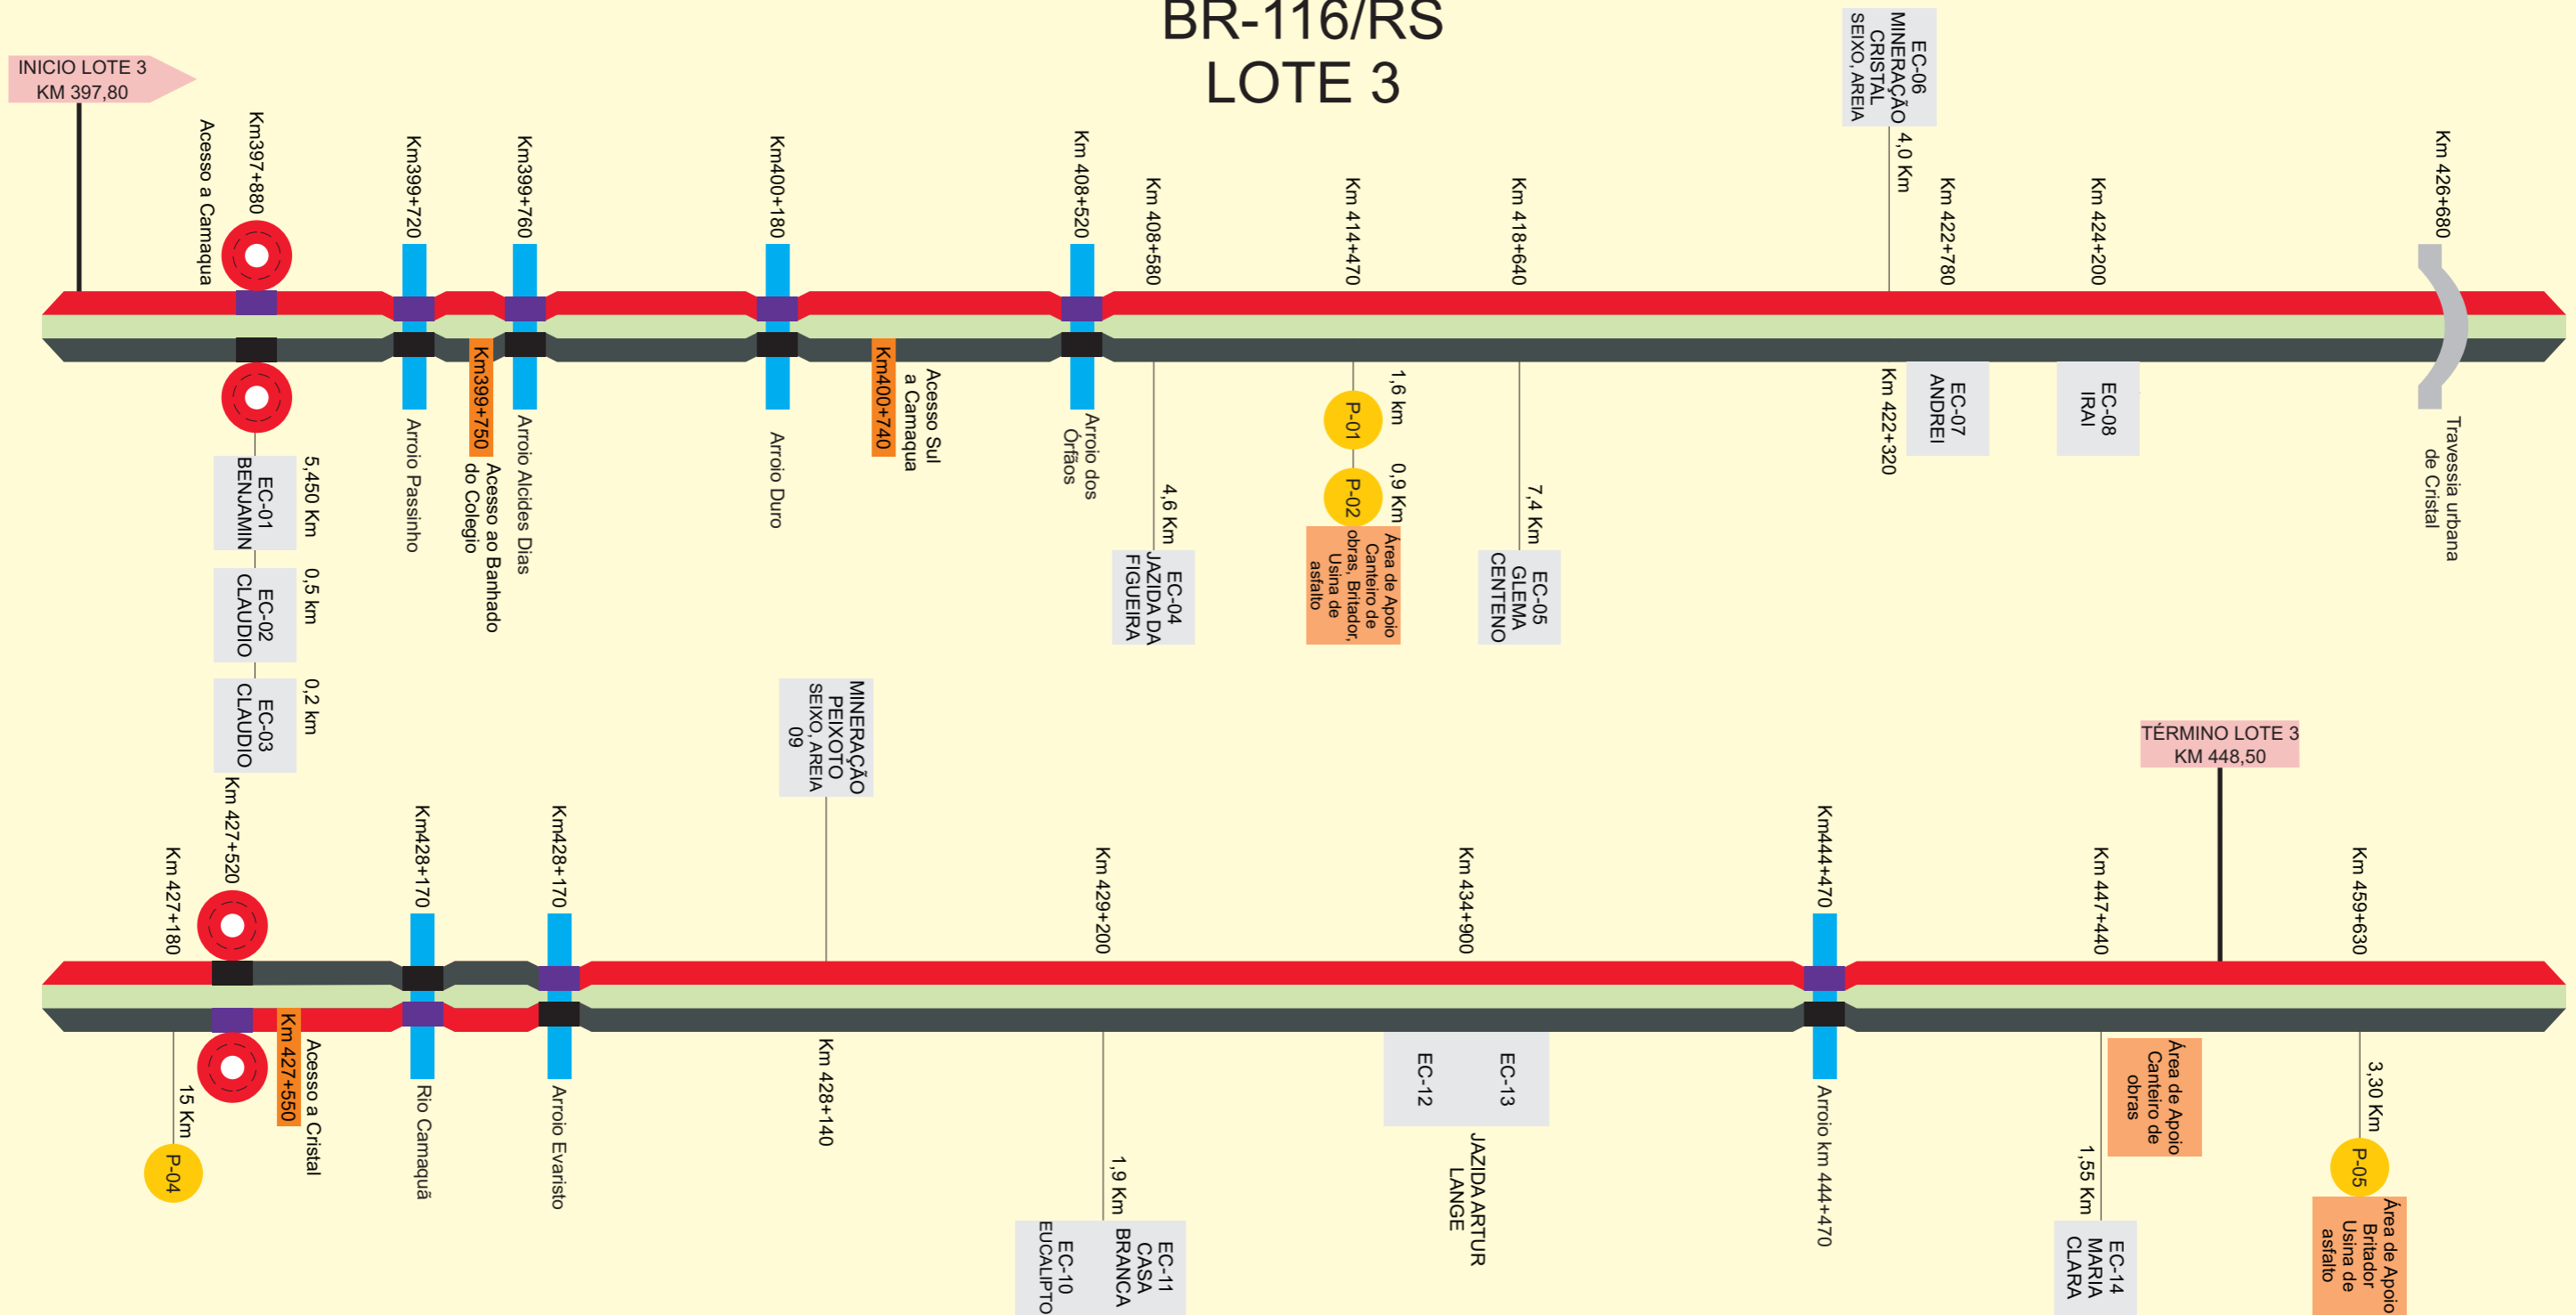 BR-116/RS
LOTE 3
INICIO LOTE 3
KM 397,80
Acesso a Camaqua
Km397+880
Km399+720
Km399+760
Km400+180
Km 408+520
Km 408+580
Km 414+470
Km 418+640
EC-06
MINERAÇÃO
CRISTAL
SEIXO, AREIA
4,0 Km
Km 422+780
Km 424+200
Km 426+680
5,450 Km
EC-01
BENJAMIN
0,5 km
EC-02
CLAUDIO
0,2 km
EC-03
CLAUDIO
Arroio Passinho
Km399+750
Acesso ao Banhado
do Colegio
Arroio Alcides Dias
Arroio Duro
Km400+740
Acesso Sul
a Camaqua
Arroio dos
Órfãos
4,6 Km
EC-04
JAZIDA DA
FIGUEIRA
1,6 km
P-01
0,9 Km
P-02
Área de Apoio
Canteiro de
obras, Britador,
Usina de
asfalto
7,4 Km
EC-05
GLEMA
CENTENO
Km 422+320
EC-07
ANDREI
EC-08
IRAI
Travessia urbana
de Cristal
Km 427+180
Km 427+520
Km428+170
Km428+170
MINERAÇÃO
PEIXOTO
SEIXO, AREIA
09
Km 429+200
Km 434+900
Km444+470
Km 447+440
TÉRMINO LOTE 3
KM 448,50
Km 459+630
15 Km
P-04
Km 427+550
Acesso a Cristal
Rio Camaquã
Arroio Evaristo
Km 428+140
1,9 Km
EC-11
CASA
BRANCA
EC-10
EUCALIPTO
EC-12
EC-13
JAZIDA ARTUR
LANGE
Arroio km 444+470
1,55 Km
EC-14
MARIA
CLARA
Área de Apoio
Canteiro de
obras
3,30 Km
P-05
Área de Apoio
Britador
Usina de
asfalto